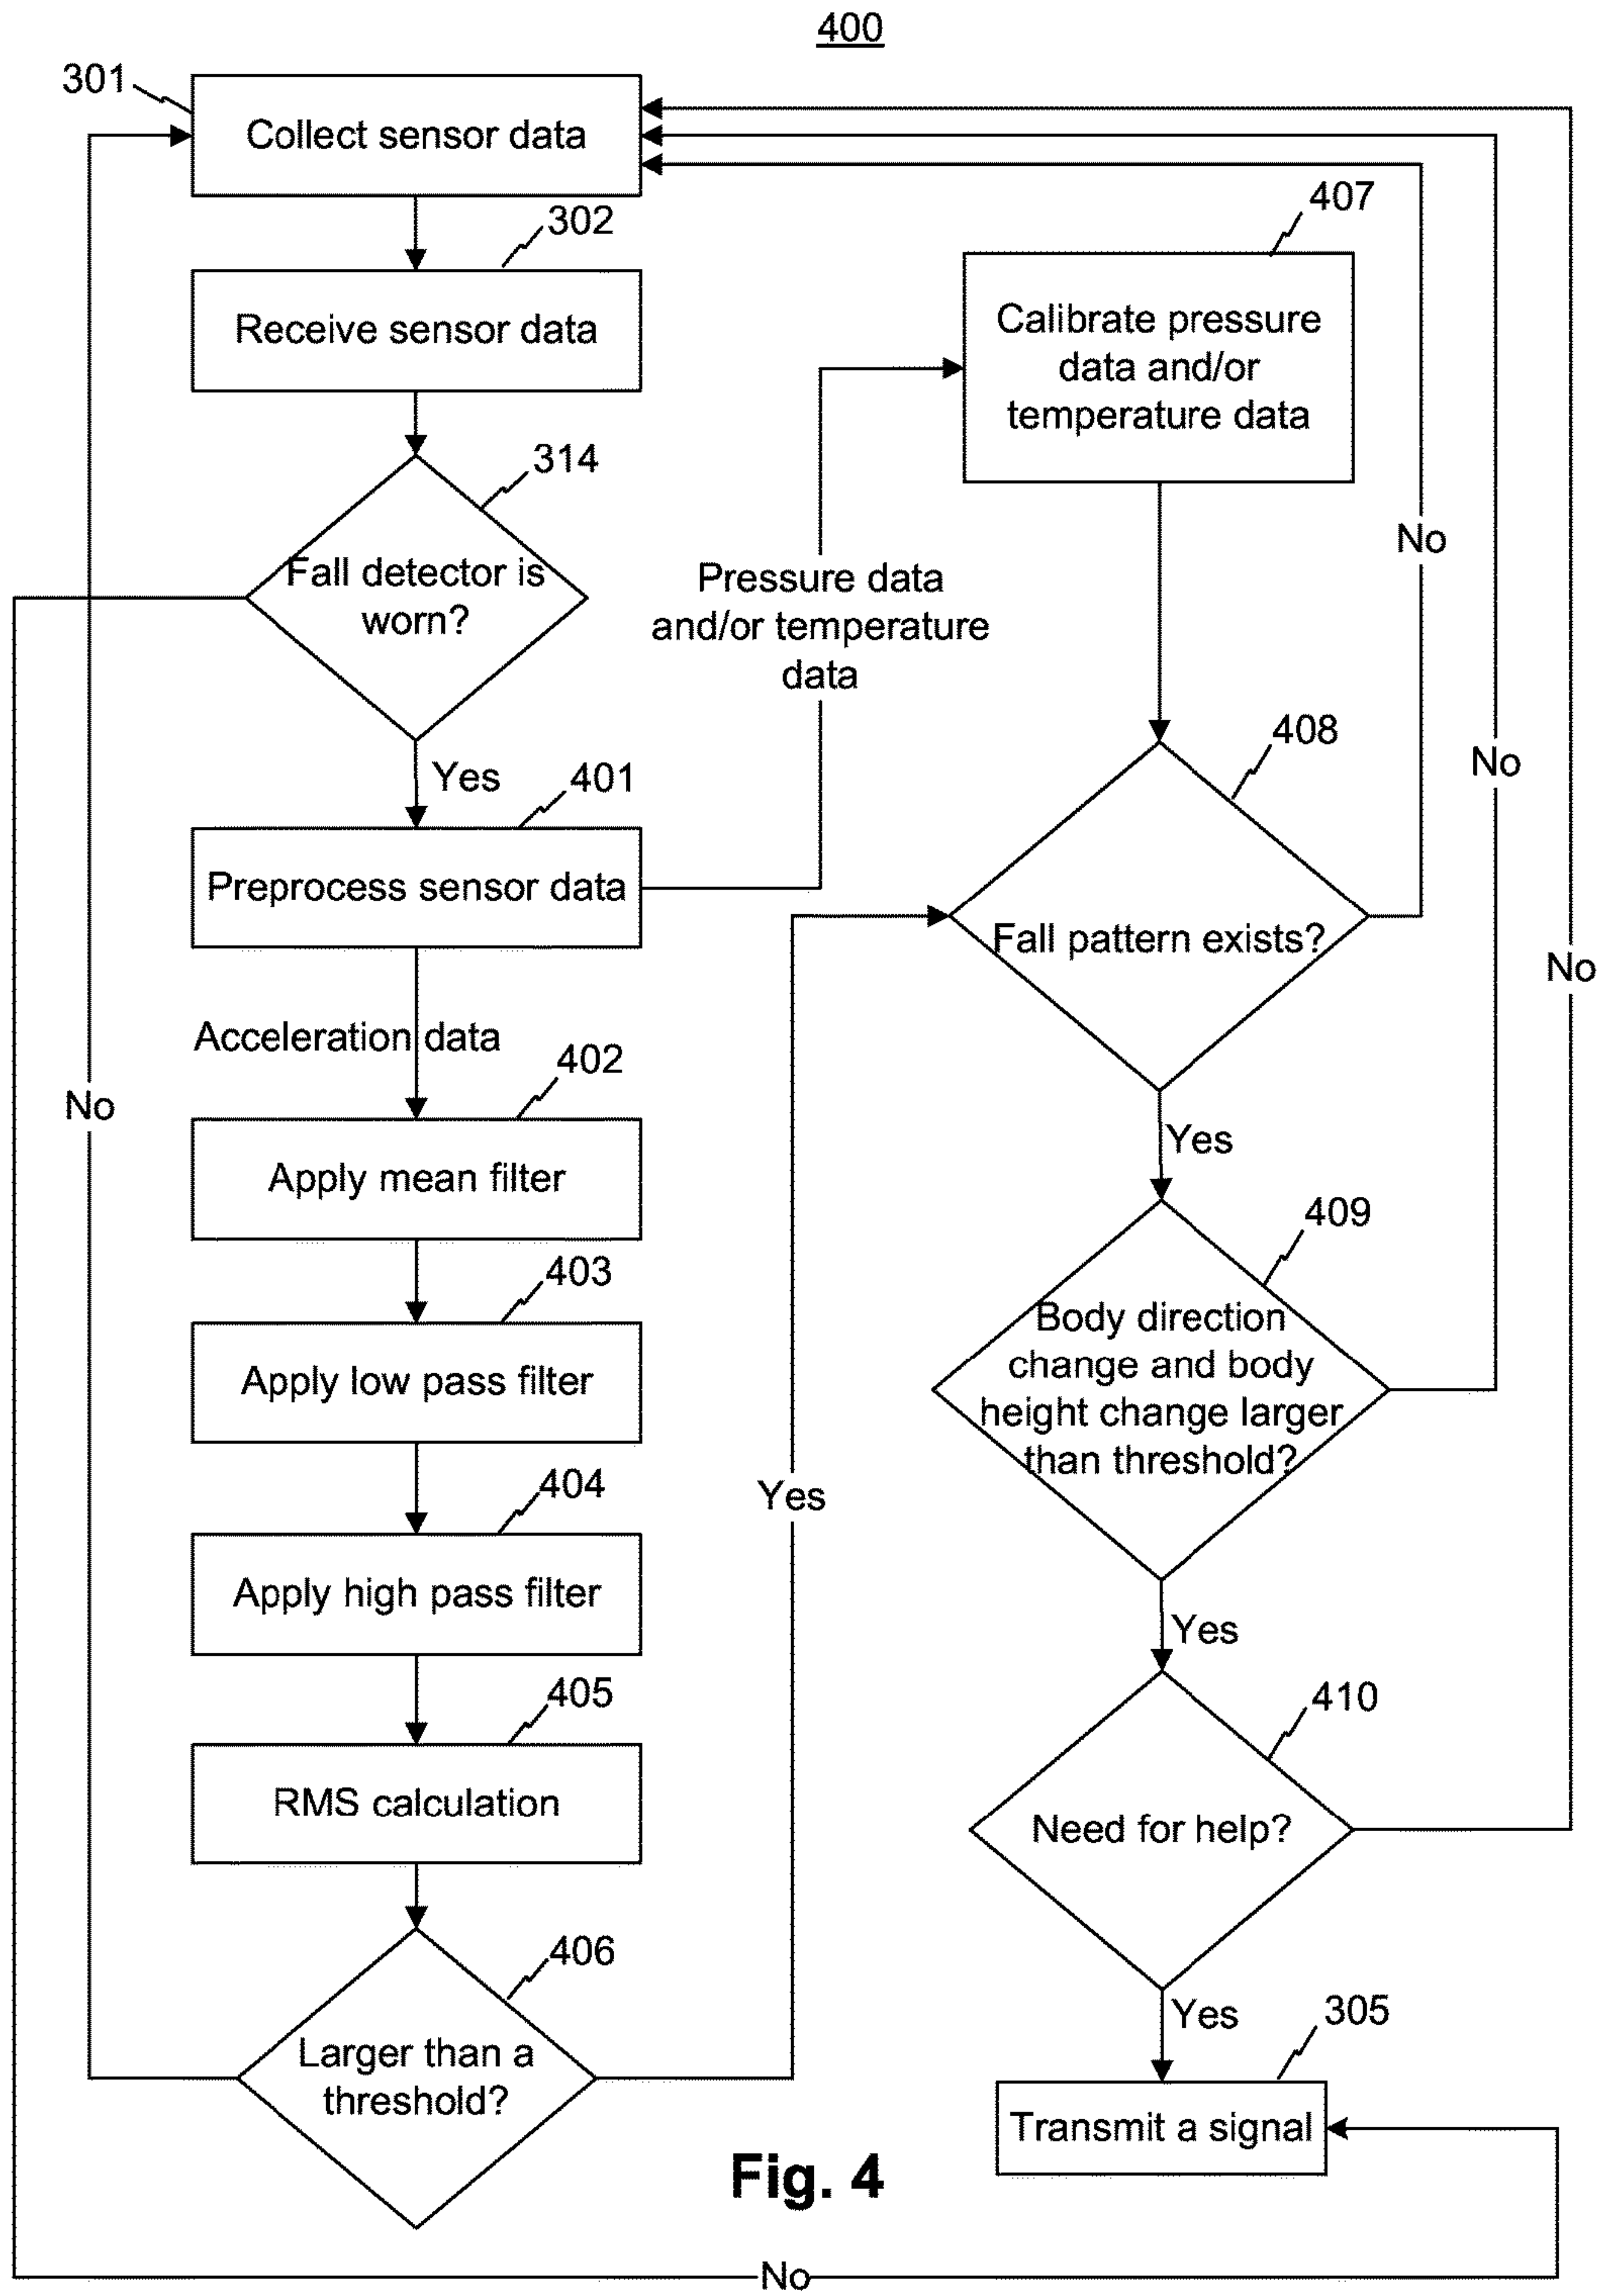 400
301
Collect sensor data
302
Receive sensor data
314
Fall detector is
worn?
Yes
401
Preprocess sensor data
Acceleration data
402
Apply mean filter
403
Apply low pass filter
404
Apply high pass filter
405
RMS calculation
406
Larger than a
threshold?
No
Yes
Pressure data
and/or temperature
data
407
Calibrate pressure
data and/or
temperature data
408
Fall pattern exists?
No
Yes
409
Body direction
change and body
height change larger
than threshold?
No
Yes
410
Need for help?
No
Yes
305
Transmit a signal
No
Fig. 4